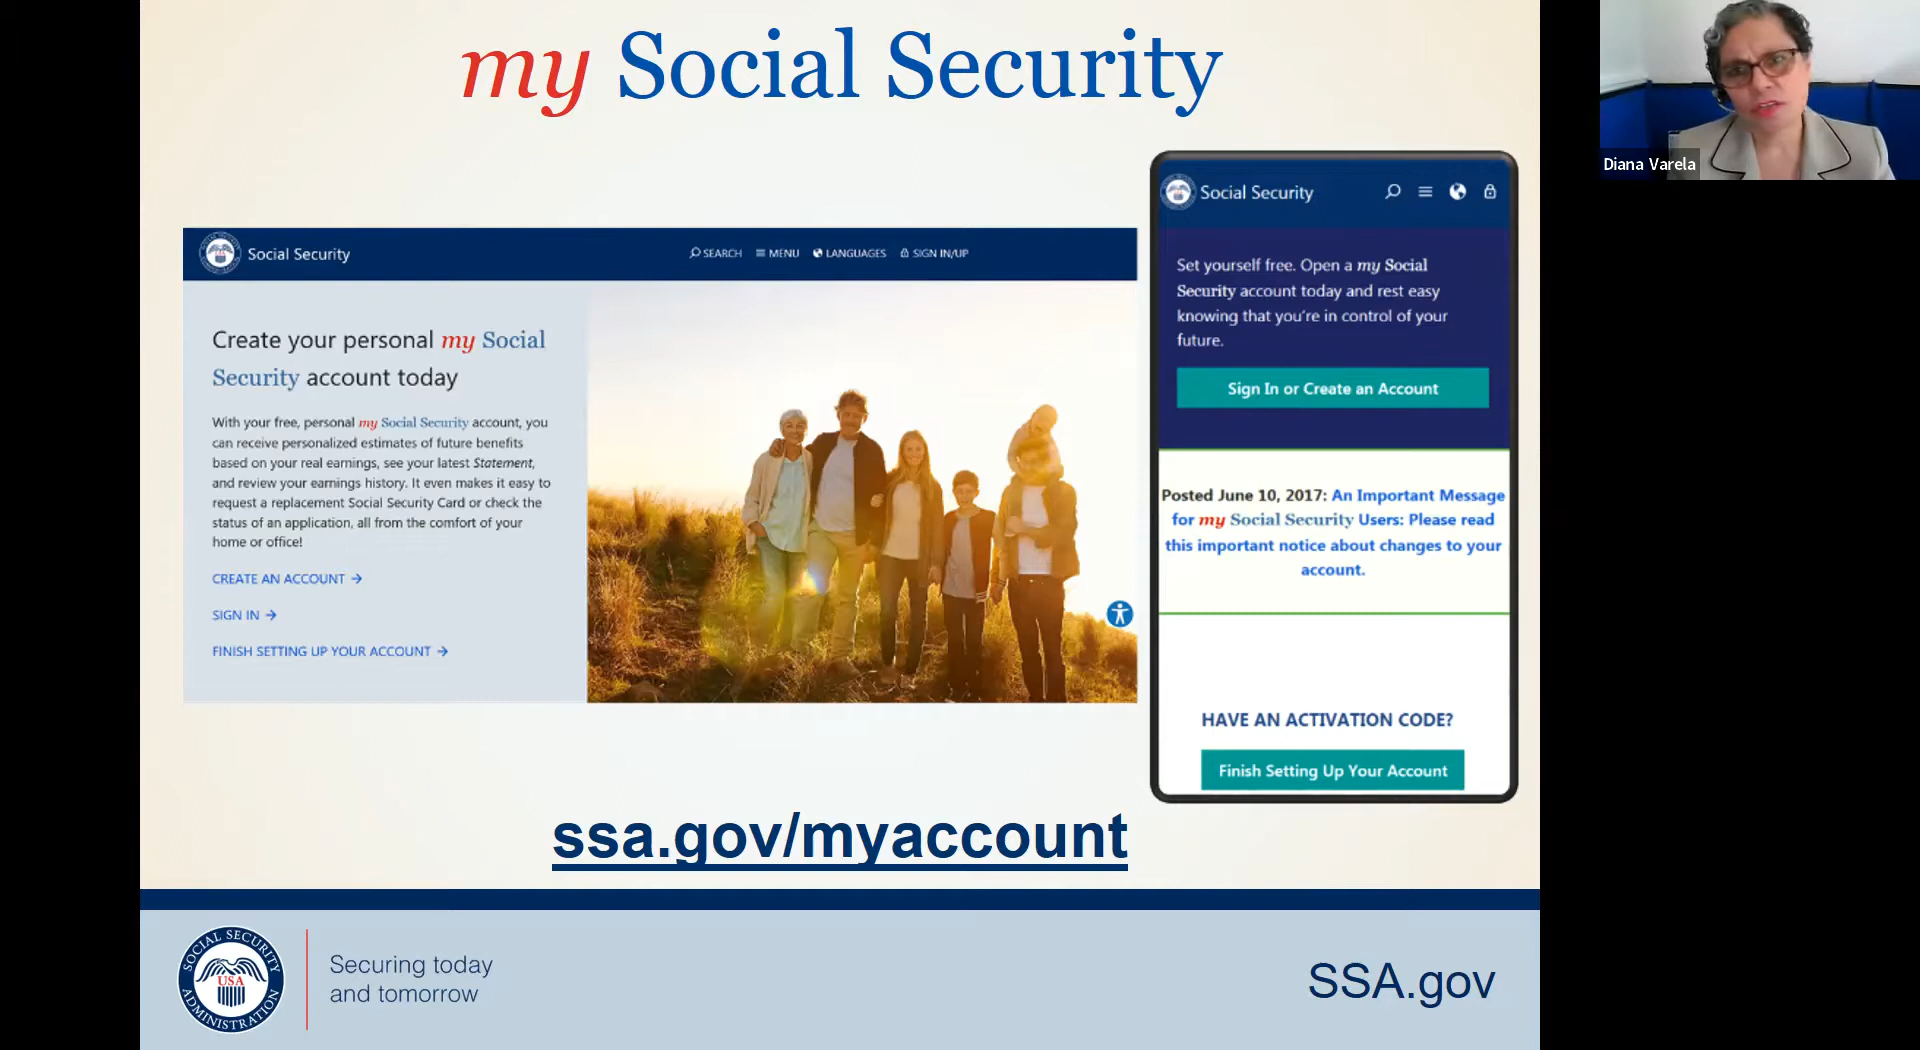 my Social Security
Diana Varela
Social Security
SEARCH
MENU
LANGUAGES
SIGN IN/UP
Create your personal my Social
Security account today
With your free, personal my Social Security account, you
can receive personalized estimates of future benefits
based on your real earnings, see your latest Statement,
and review your earnings history. It even makes it easy to
request a replacement Social Security Card or check the
status of an application, all from the comfort of your
home or office!
CREATE AN ACCOUNT →
SIGN IN →
FINISH SETTING UP YOUR ACCOUNT →
Social Security
Set yourself free. Open a my Social
Security account today and rest easy
knowing that you're in control of your
future.
Sign In or Create an Account
Posted June 10, 2017: An Important Message
for my Social Security Users: Please read
this important notice about changes to your
account.
HAVE AN ACTIVATION CODE?
Finish Setting Up Your Account
ssa.gov/myaccount
SOCIAL SECURITY
USA
ADMINISTRATION
Securing today
and tomorrow
SSA.gov